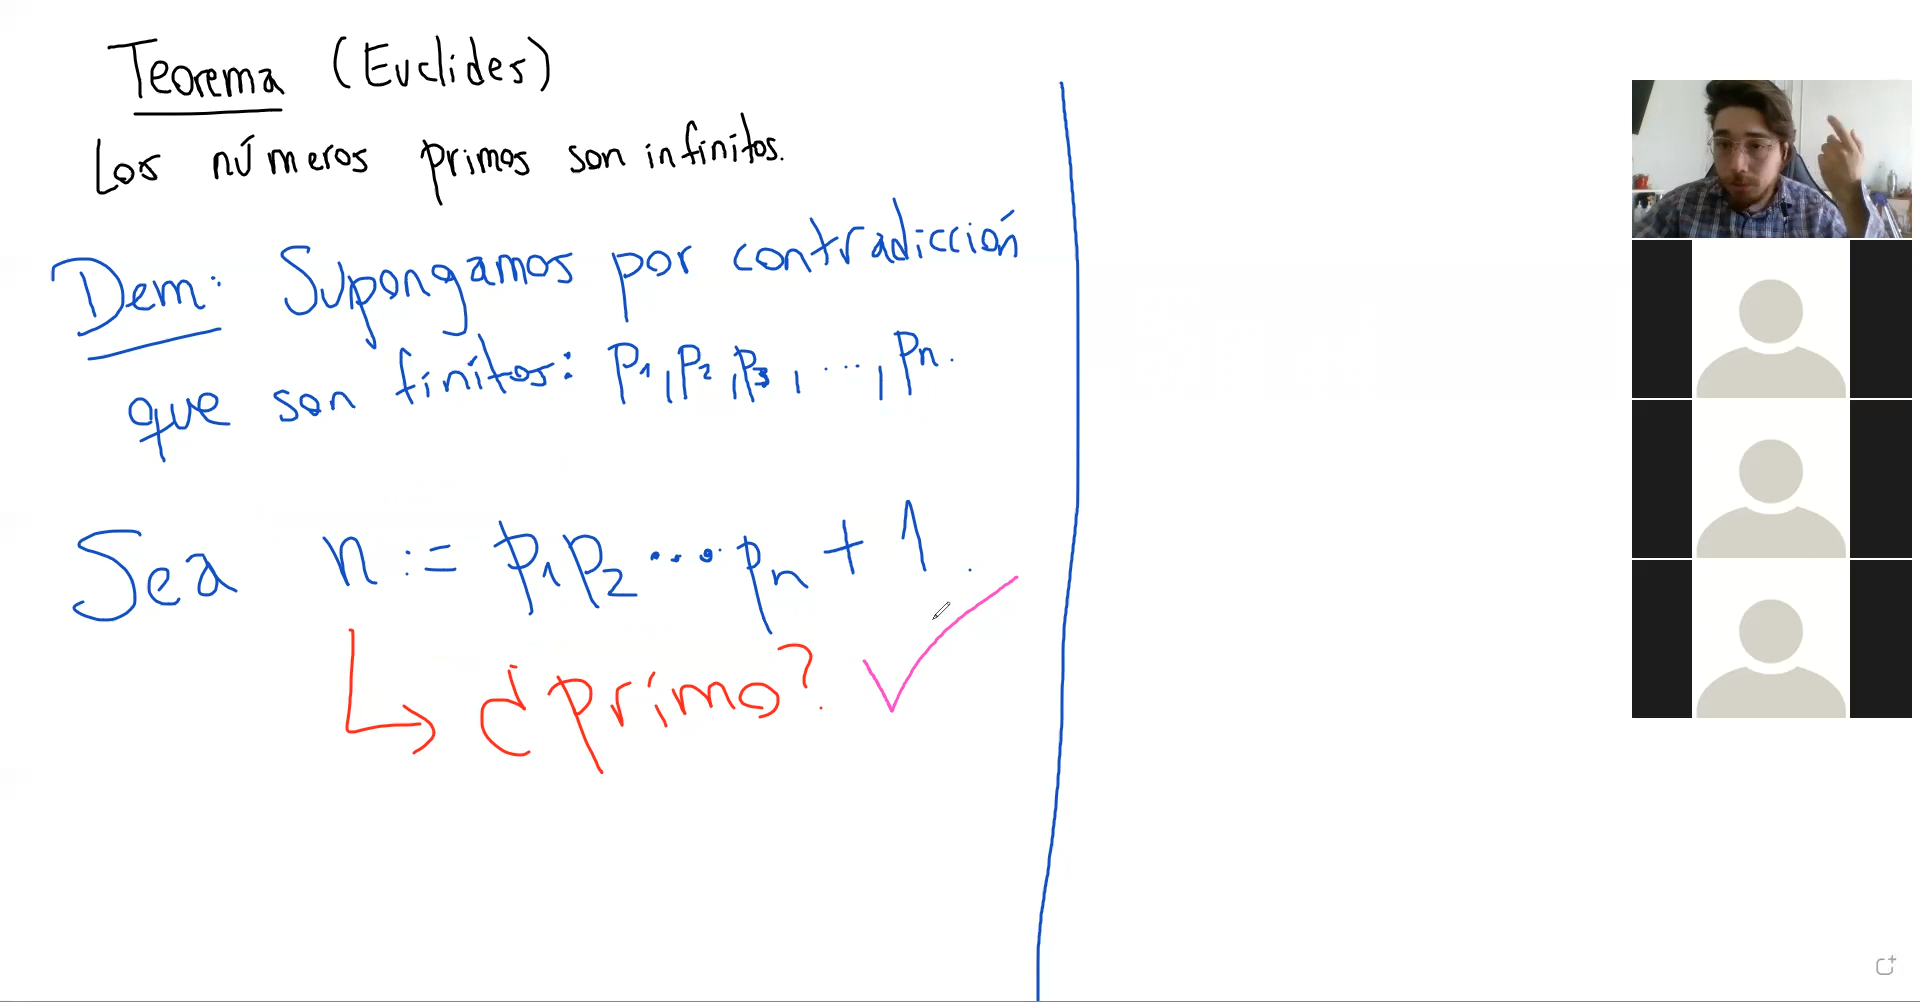 Teorema (Euclides)
Los números primos son infinitos.
Dem: Supongamos por contradicción
que son finitos: p₁, p₂, p₃, ..., pₙ.
Sea n := p₁p₂ ... pₙ + 1.
↳ ¿primo? ✓